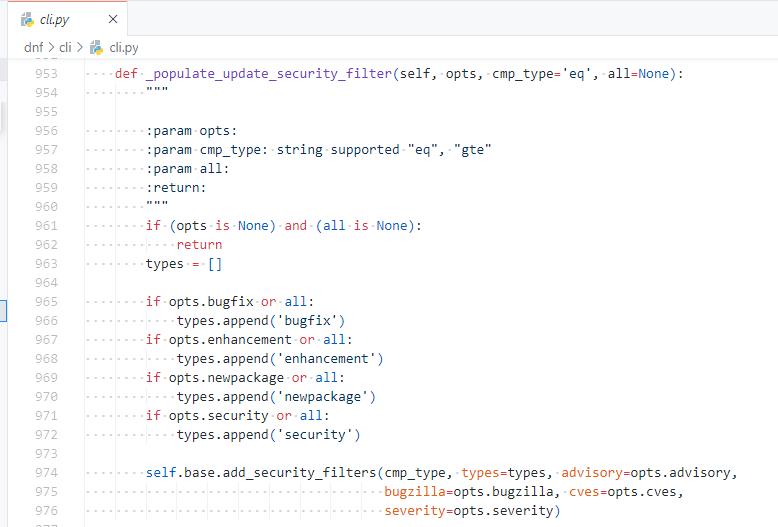 cli.py ×
dnf > cli > cli.py
953 def _populate_update_security_filter(self, opts, cmp_type='eq', all=None):
954 """
955
956 :param opts:
957 :param cmp_type: string supported "eq", "gte"
958 :param all:
959 :return:
960 """
961 if (opts is None) and (all is None):
962 return
963 types = []
964
965 if opts.bugfix or all:
966 types.append('bugfix')
967 if opts.enhancement or all:
968 types.append('enhancement')
969 if opts.newpackage or all:
970 types.append('newpackage')
971 if opts.security or all:
972 types.append('security')
973
974 self.base.add_security_filters(cmp_type, types=types, advisory=opts.advisory,
975 bugzilla=opts.bugzilla, cves=opts.cves,
976 severity=opts.severity)